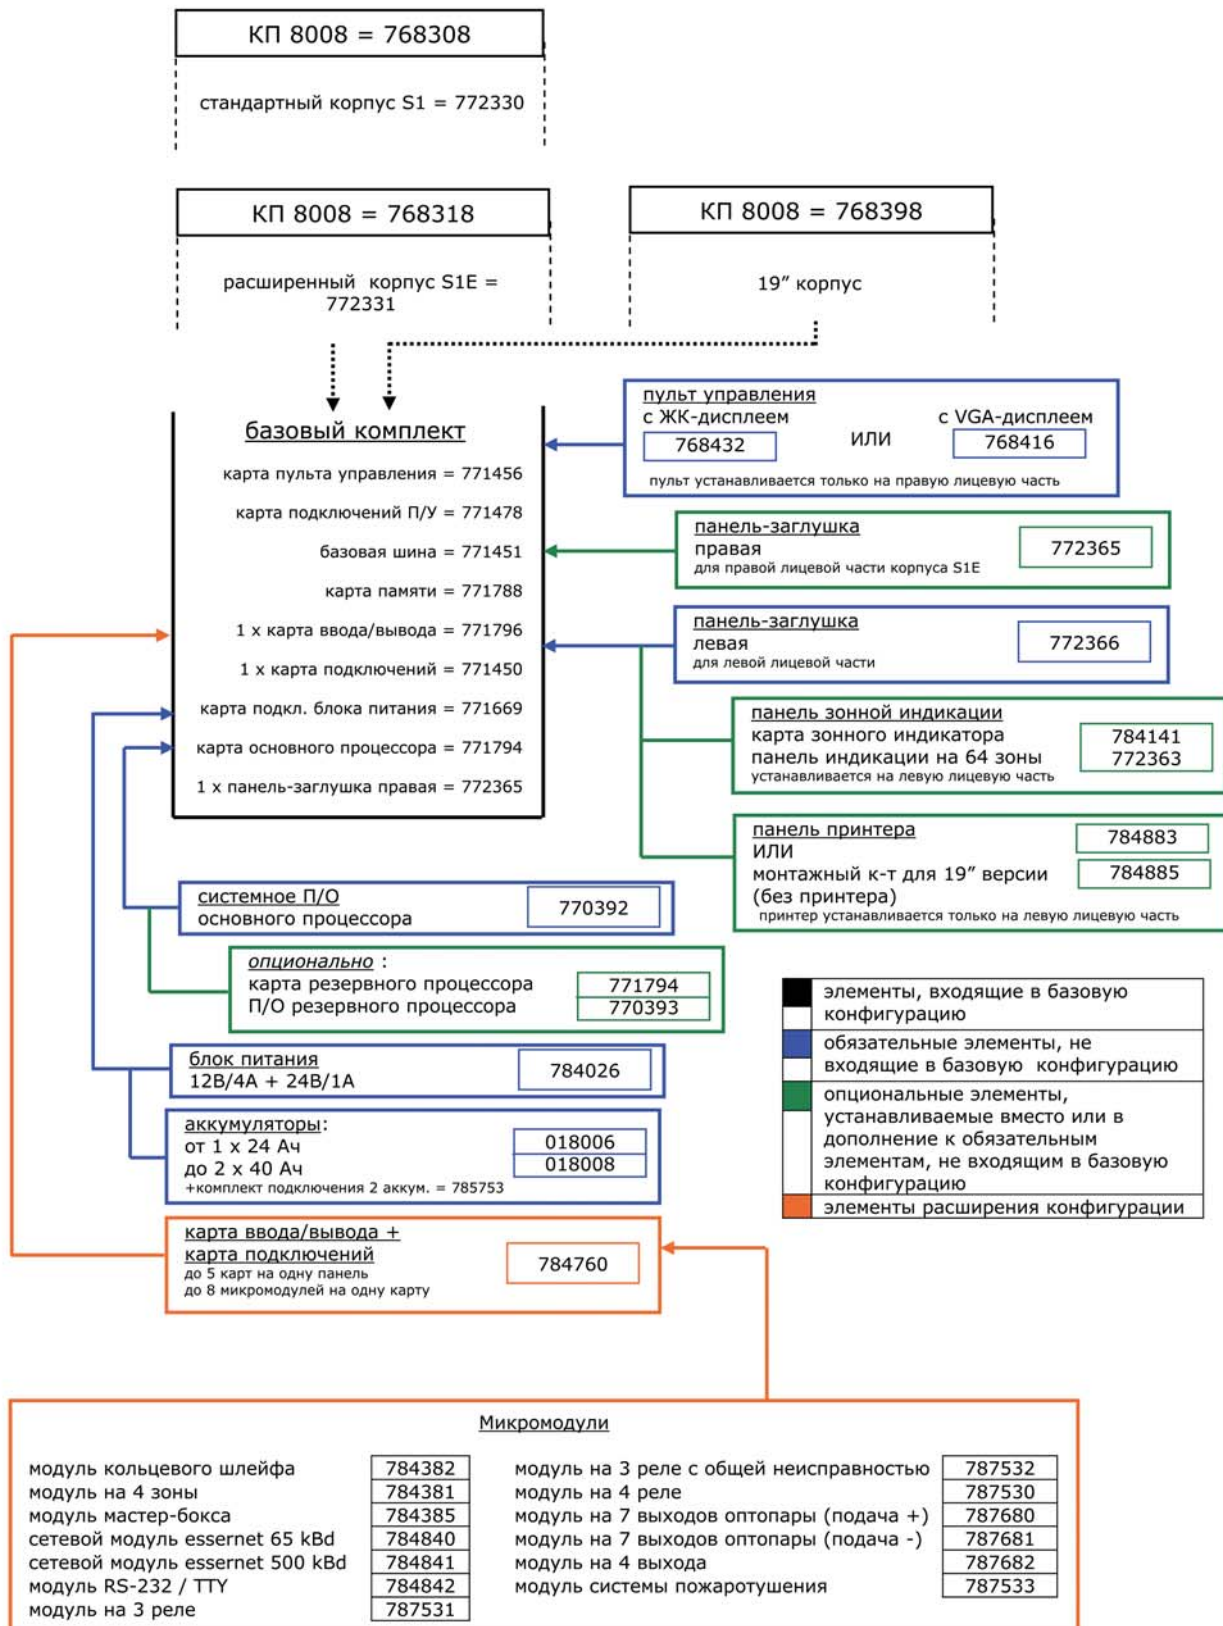 КП 8008 = 768308
стандартный корпус S1 = 772330
КП 8008 = 768318
КП 8008 = 768398
расширенный корпус S1E =
772331
19" корпус
базовый комплект
карта пульта управления = 771456
карта подключений П/У = 771478
базовая шина = 771451
карта памяти = 771788
1 х карта ввода/вывода = 771796
1 х карта подключений = 771450
карта подкл. блока питания = 771669
карта основного процессора = 771794
1 х панель-заглушка правая = 772365
пульт управления
с ЖК-дисплеем
с VGA-дисплеем
768432
ИЛИ
768416
пульт устанавливается только на правую лицевую часть
панель-заглушка
правая
для правой лицевой части корпуса S1E
772365
панель-заглушка
левая
для левой лицевой части
772366
панель зонной индикации
карта зонного индикатора 784141
панель индикации на 64 зоны 772363
устанавливается на левую лицевую часть
панель принтера 784883
ИЛИ
монтажный к-т для 19" версии 784885
(без принтера)
принтер устанавливается только на левую лицевую часть
системное П/О
основного процессора
770392
опционально :
карта резервного процессора 771794
П/О резервного процессора 770393
блок питания
12В/4А + 24В/1А
784026
аккумуляторы:
от 1 х 24 Ач 018006
до 2 х 40 Ач 018008
+комплект подключения 2 аккум. = 785753
карта ввода/вывода +
карта подключений
до 5 карт на одну панель
до 8 микромодулей на одну карту
784760
элементы, входящие в базовую
конфигурацию
обязательные элементы, не
входящие в базовую конфигурацию
опциональные элементы,
устанавливаемые вместо или в
дополнение к обязательным
элементам, не входящим в базовую
конфигурацию
элементы расширения конфигурации
Микромодули
модуль кольцевого шлейфа 784382
модуль на 4 зоны 784381
модуль мастер-бокса 784385
сетевой модуль essernet 65 kBd 784840
сетевой модуль essernet 500 kBd 784841
модуль RS-232 / TTY 784842
модуль на 3 реле 787531
модуль на 3 реле с общей неисправностью 787532
модуль на 4 реле 787530
модуль на 7 выходов оптопары (подача +) 787680
модуль на 7 выходов оптопары (подача -) 787681
модуль на 4 выхода 787682
модуль системы пожаротушения 787533